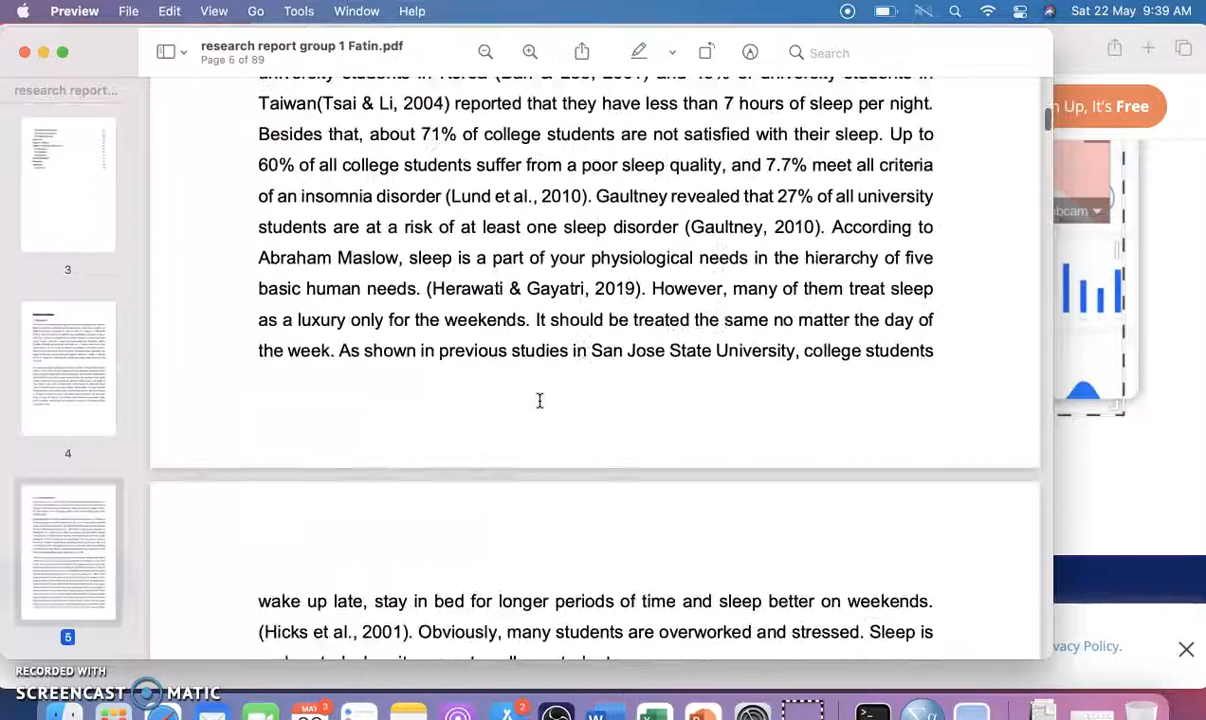 Preview File Edit View Go Tools Window Help Sat 22 May 9:39 AM
research report group 1 Fatin.pdf
Page 5 of 89
Search
research report...
n Up, It's Free
ebcam
3
4
5
Taiwan(Tsai & Li, 2004) reported that they have less than 7 hours of sleep per night.
Besides that, about 71% of college students are not satisfied with their sleep. Up to
60% of all college students suffer from a poor sleep quality, and 7.7% meet all criteria
of an insomnia disorder (Lund et al., 2010). Gaultney revealed that 27% of all university
students are at a risk of at least one sleep disorder (Gaultney, 2010). According to
Abraham Maslow, sleep is a part of your physiological needs in the hierarchy of five
basic human needs. (Herawati & Gayatri, 2019). However, many of them treat sleep
as a luxury only for the weekends. It should be treated the same no matter the day of
the week. As shown in previous studies in San Jose State University, college students
wake up late, stay in bed for longer periods of time and sleep better on weekends.
(Hicks et al., 2001). Obviously, many students are overworked and stressed. Sleep is
vacy Policy.
RECORDED WITH
SCREENCAST MATIC
MAY 3
2